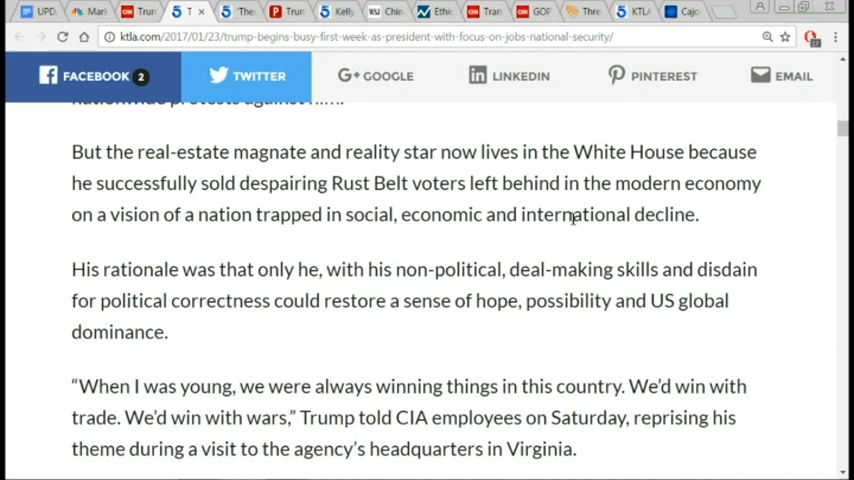 UPD
Mark
Trum
T
The
Trum
Kelly
Chin
Ethic
Tran
GOP
Thre
KTLA
Cajo
ktla.com/2017/01/23/trump-begins-busy-first-week-as-president-with-focus-on-jobs-national-security/
FACEBOOK 2
TWITTER
G+ GOOGLE
LINKEDIN
PINTEREST
EMAIL
nationwide protests against him.
But the real-estate magnate and reality star now lives in the White House because
he successfully sold despairing Rust Belt voters left behind in the modern economy
on a vision of a nation trapped in social, economic and international decline.
His rationale was that only he, with his non-political, deal-making skills and disdain
for political correctness could restore a sense of hope, possibility and US global
dominance.
“When I was young, we were always winning things in this country. We’d win with
trade. We’d win with wars,” Trump told CIA employees on Saturday, reprising his
theme during a visit to the agency’s headquarters in Virginia.